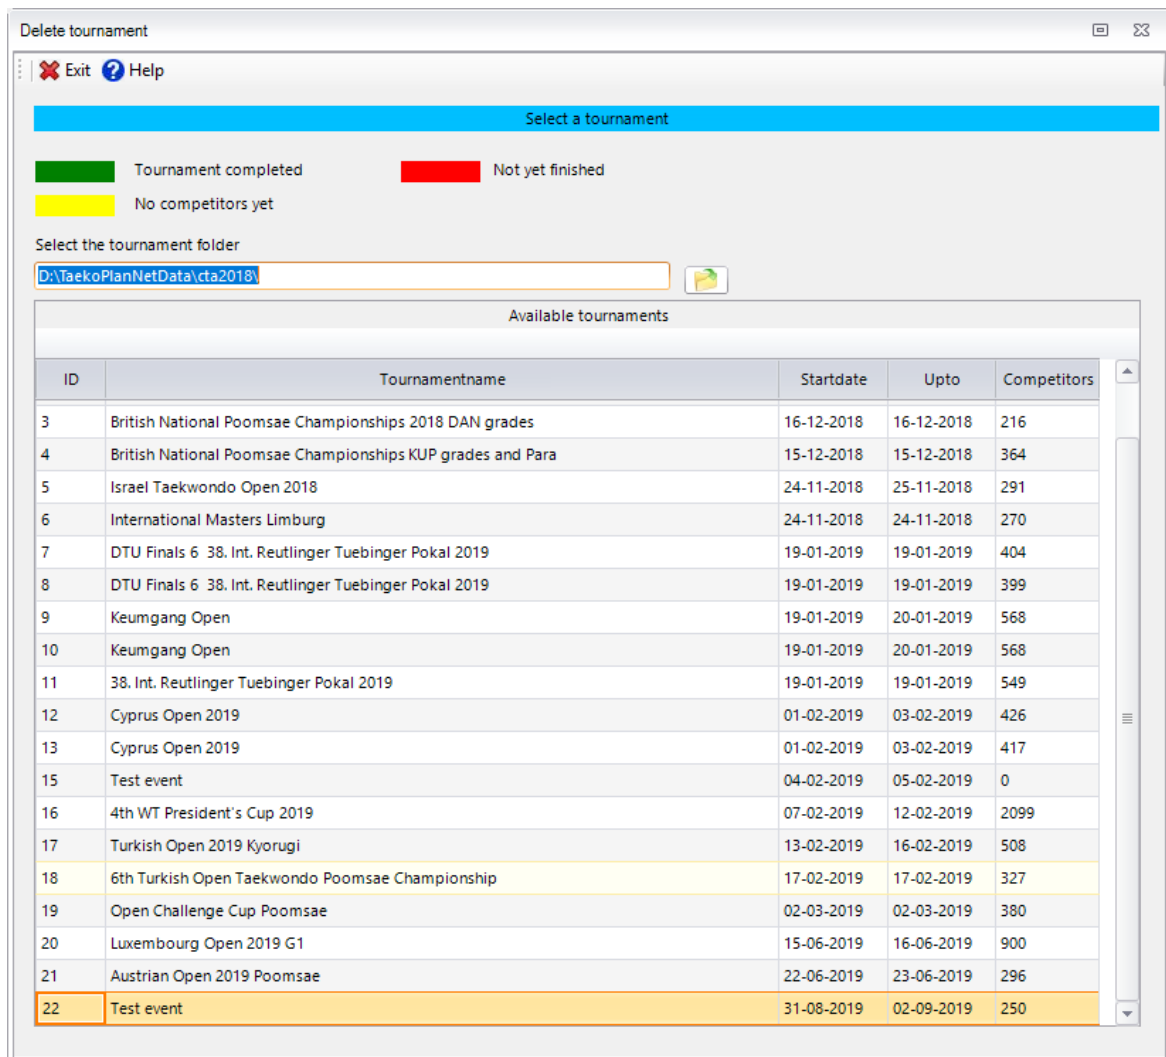 Delete tournament
Exit Help
Select a tournament
Tournament completed Not yet finished
No competitors yet
Select the tournament folder
D:\TaekoPlanNetData\cta2018\
Available tournaments
ID Tournamentname Startdate Upto Competitors
3 British National Poomsae Championships 2018 DAN grades 16-12-2018 16-12-2018 216
4 British National Poomsae Championships KUP grades and Para 15-12-2018 15-12-2018 364
5 Israel Taekwondo Open 2018 24-11-2018 25-11-2018 291
6 International Masters Limburg 24-11-2018 24-11-2018 270
7 DTU Finals 6 38. Int. Reutlinger Tuebinger Pokal 2019 19-01-2019 19-01-2019 404
8 DTU Finals 6 38. Int. Reutlinger Tuebinger Pokal 2019 19-01-2019 19-01-2019 399
9 Keumgang Open 19-01-2019 20-01-2019 568
10 Keumgang Open 19-01-2019 20-01-2019 568
11 38. Int. Reutlinger Tuebinger Pokal 2019 19-01-2019 19-01-2019 549
12 Cyprus Open 2019 01-02-2019 03-02-2019 426
13 Cyprus Open 2019 01-02-2019 03-02-2019 417
15 Test event 04-02-2019 05-02-2019 0
16 4th WT President's Cup 2019 07-02-2019 12-02-2019 2099
17 Turkish Open 2019 Kyorugi 13-02-2019 16-02-2019 508
18 6th Turkish Open Taekwondo Poomsae Championship 17-02-2019 17-02-2019 327
19 Open Challenge Cup Poomsae 02-03-2019 02-03-2019 380
20 Luxembourg Open 2019 G1 15-06-2019 16-06-2019 900
21 Austrian Open 2019 Poomsae 22-06-2019 23-06-2019 296
22 Test event 31-08-2019 02-09-2019 250